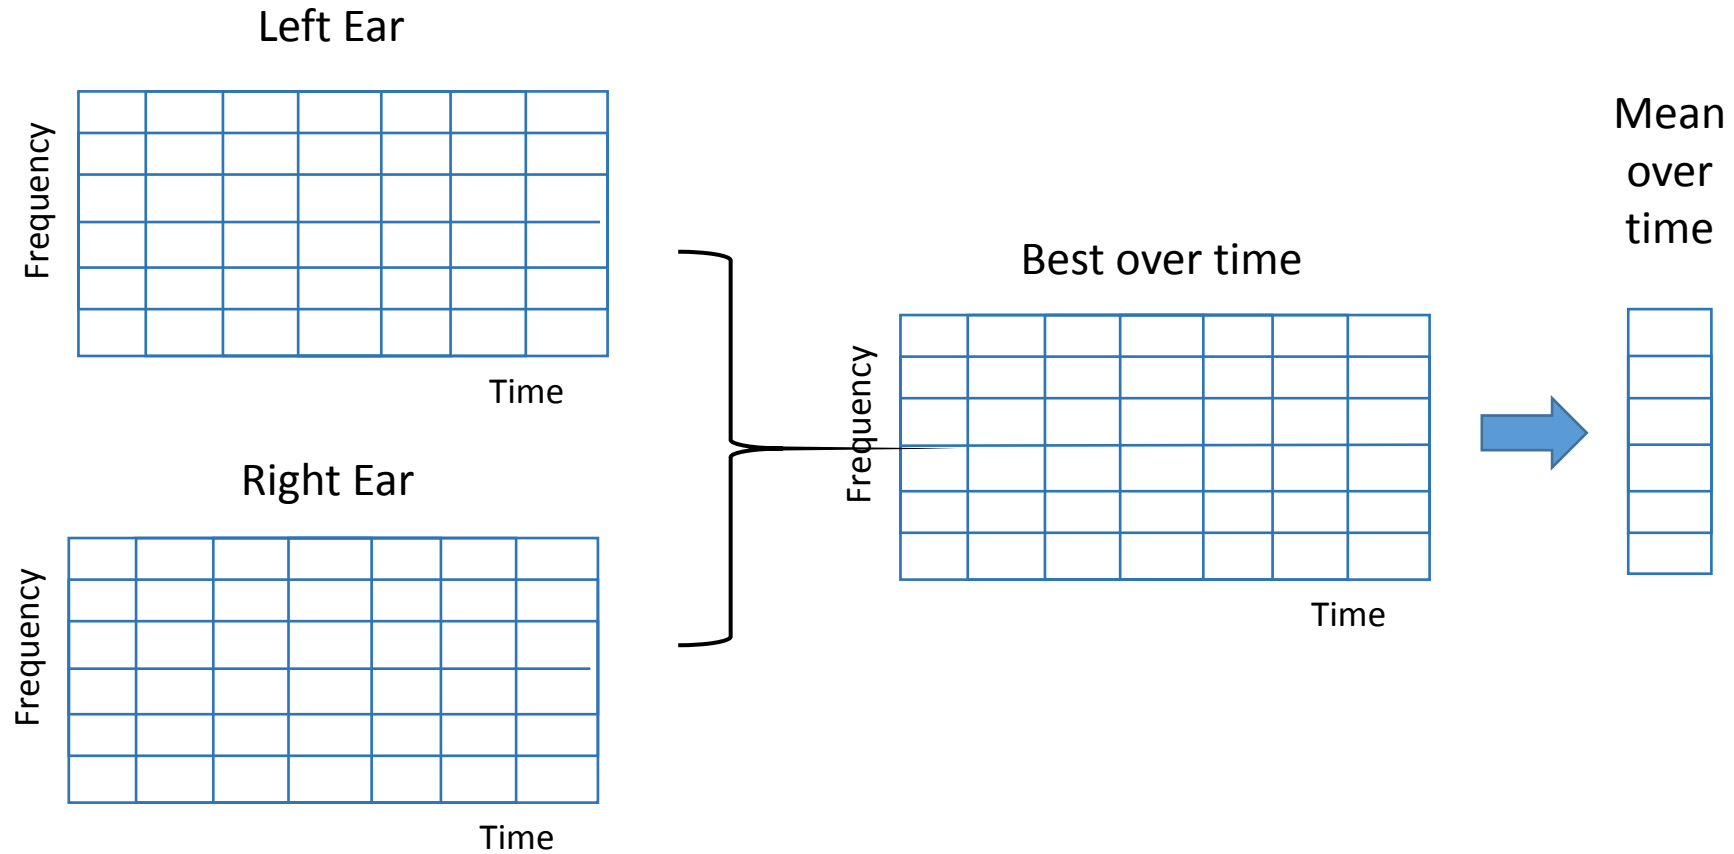 Left Ear
Frequency
Time
Right Ear
Frequency
Time
Best over time
Frequency
Time
Mean
over
time